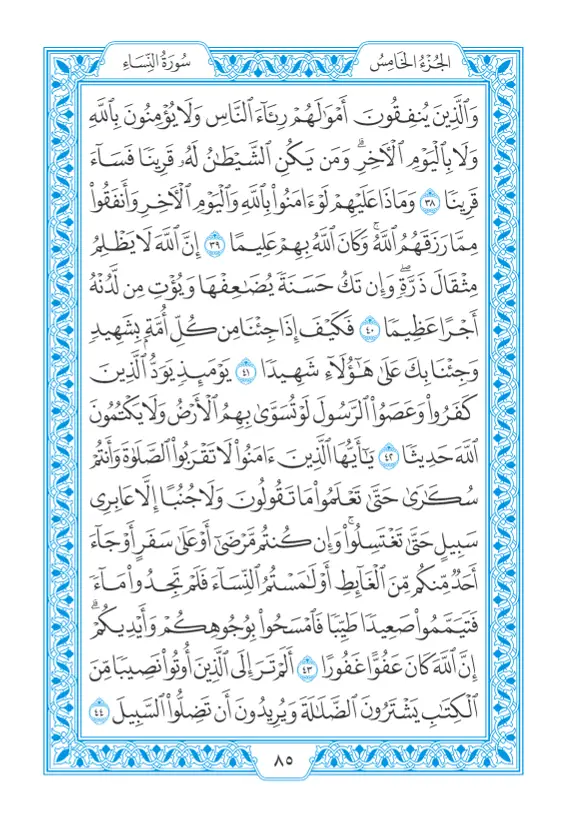 الجُزْءُ الخَامِسُ
سُورَةُ النِّسَاءِ
وَٱلَّذِينَ يُنفِقُونَ أَمْوَٰلَهُمْ رِئَآءَ ٱلنَّاسِ وَلَا يُؤْمِنُونَ بِٱللَّهِ
وَلَا بِٱلْيَوْمِ ٱلْأَخِرِۗ وَمَن يَكُنِ ٱلشَّيْطَٰنُ لَهُۥ قَرِينًا فَسَآءَ
قَرِينًا ٣٨ وَمَاذَا عَلَيْهِمْ لَوْ ءَامَنُوا۟ بِٱللَّهِ وَٱلْيَوْمِ ٱلْأَخِرِ وَأَنفَقُوا۟
مِمَّا رَزَقَهُمُ ٱللَّهُۚ وَكَانَ ٱللَّهُ بِهِمْ عَلِيمًا ٣٩ إِنَّ ٱللَّهَ لَا يَظْلِمُ
مِثْقَالَ ذَرَّةٍۖ وَإِن تَكُ حَسَنَةً يُضَٰعِفْهَا وَيُؤْتِ مِن لَّدُنْهُ
أَجْرًا عَظِيمًا ٤٠ فَكَيْفَ إِذَا جِئْنَا مِن كُلِّ أُمَّةٍۭ بِشَهِيدٍ
وَجِئْنَا بِكَ عَلَىٰ هَٰٓؤُلَآءِ شَهِيدًا ٤١ يَوْمَئِذٍ يَوَدُّ ٱلَّذِينَ
كَفَرُوا۟ وَعَصَوُا۟ ٱلرَّسُولَ لَوْ تُسَوَّىٰ بِهِمُ ٱلْأَرْضُ وَلَا يَكْتُمُونَ
ٱللَّهَ حَدِيثًا ٤٢ يَٰٓأَيُّهَا ٱلَّذِينَ ءَامَنُوا۟ لَا تَقْرَبُوا۟ ٱلصَّلَوٰةَ وَأَنتُمْ
سُكَٰرَىٰ حَتَّىٰ تَعْلَمُوا۟ مَا تَقُولُونَ وَلَا جُنُبًا إِلَّا عَابِرِى
سَبِيلٍ حَتَّىٰ تَغْتَسِلُوا۟ۚ وَإِن كُنتُم مَّرْضَىٰٓ أَوْ عَلَىٰ سَفَرٍ أَوْ جَآءَ
أَحَدٌ مِّنكُم مِّنَ ٱلْغَآئِطِ أَوْ لَٰمَسْتُمُ ٱلنِّسَآءَ فَلَمْ تَجِدُوا۟ مَآءً
فَتَيَمَّمُوا۟ صَعِيدًا طَيِّبًا فَٱمْسَحُوا۟ بِوُجُوهِكُمْ وَأَيْدِيكُمْۗ
إِنَّ ٱللَّهَ كَانَ عَفُوًّا غَفُورًا ٤٣ أَلَمْ تَرَ إِلَى ٱلَّذِينَ أُوتُوا۟ نَصِيبًا مِّنَ
ٱلْكِتَٰبِ يَشْتَرُونَ ٱلضَّلَٰلَةَ وَيُرِيدُونَ أَن تَضِلُّوا۟ ٱلسَّبِيلَ ٤٤
٨٥